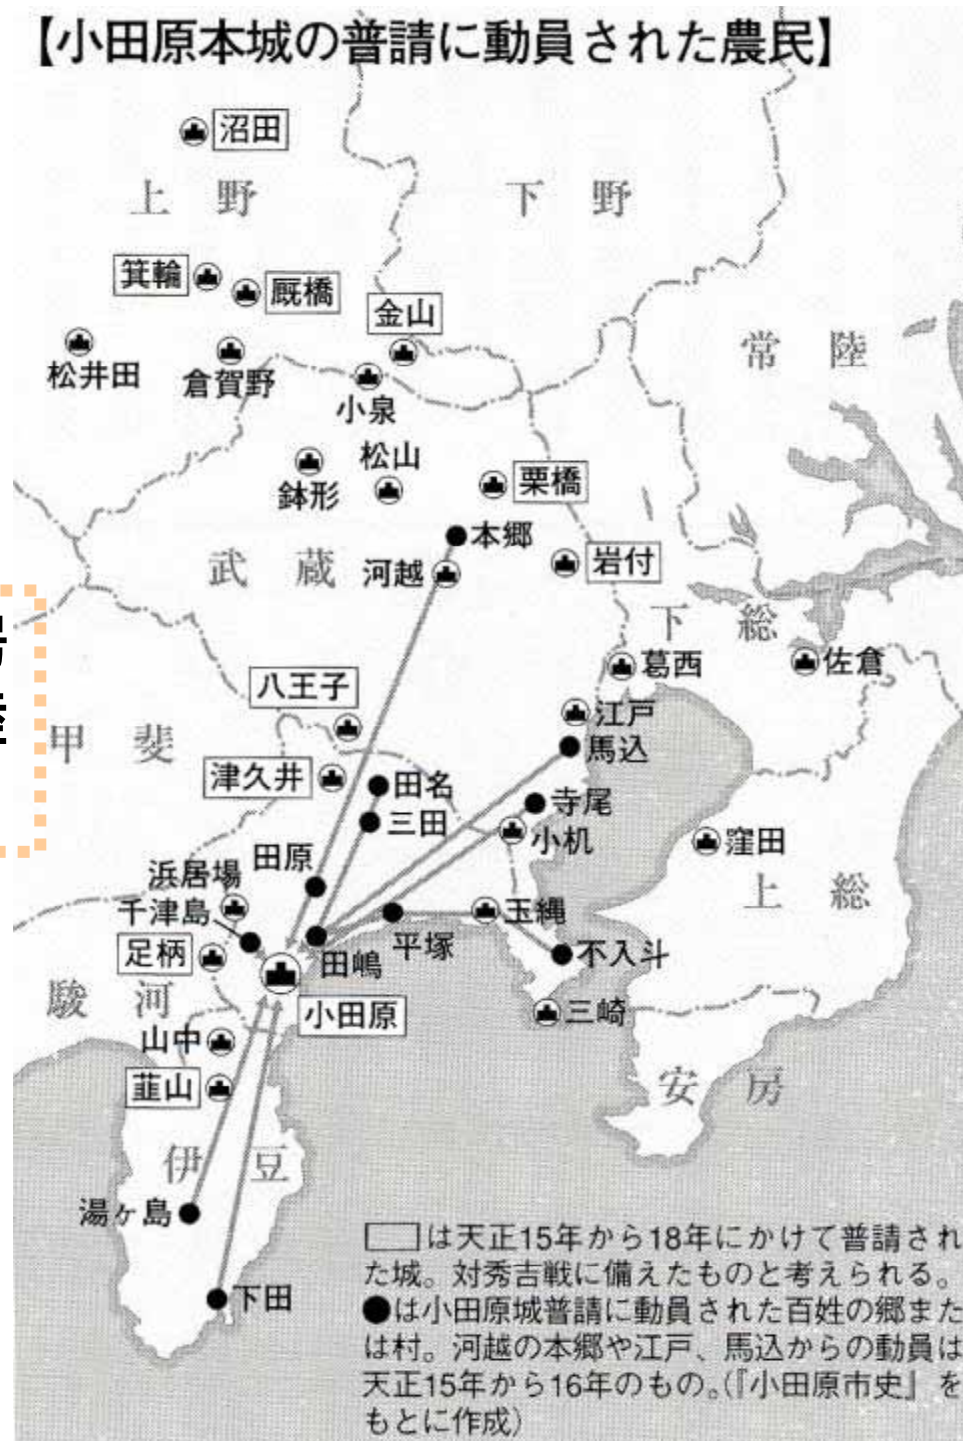 【小田原本城の普請に動員された農民】
沼田
上野
下野
箕輪
厩橋
金山
常陸
松井田
倉賀野
小泉
松山
鉢形
栗橋
本郷
武蔵
河越
岩付
下総
葛西
佐倉
八王子
江戸
甲斐
馬込
津久井
田名
寺尾
三田
小机
窪田
田原
浜居場
上総
千津島
玉縄
足柄
平塚
不入斗
田嶋
駿河
小田原
三崎
山中
韮山
安房
伊豆
湯ヶ島
下田
□は天正15年から18年にかけて普請され
た城。対秀吉戦に備えたものと考えられる。
●は小田原城普請に動員された百姓の郷また
は村。河越の本郷や江戸、馬込からの動員は
天正15年から16年のもの。(『小田原市史』を
もとに作成)